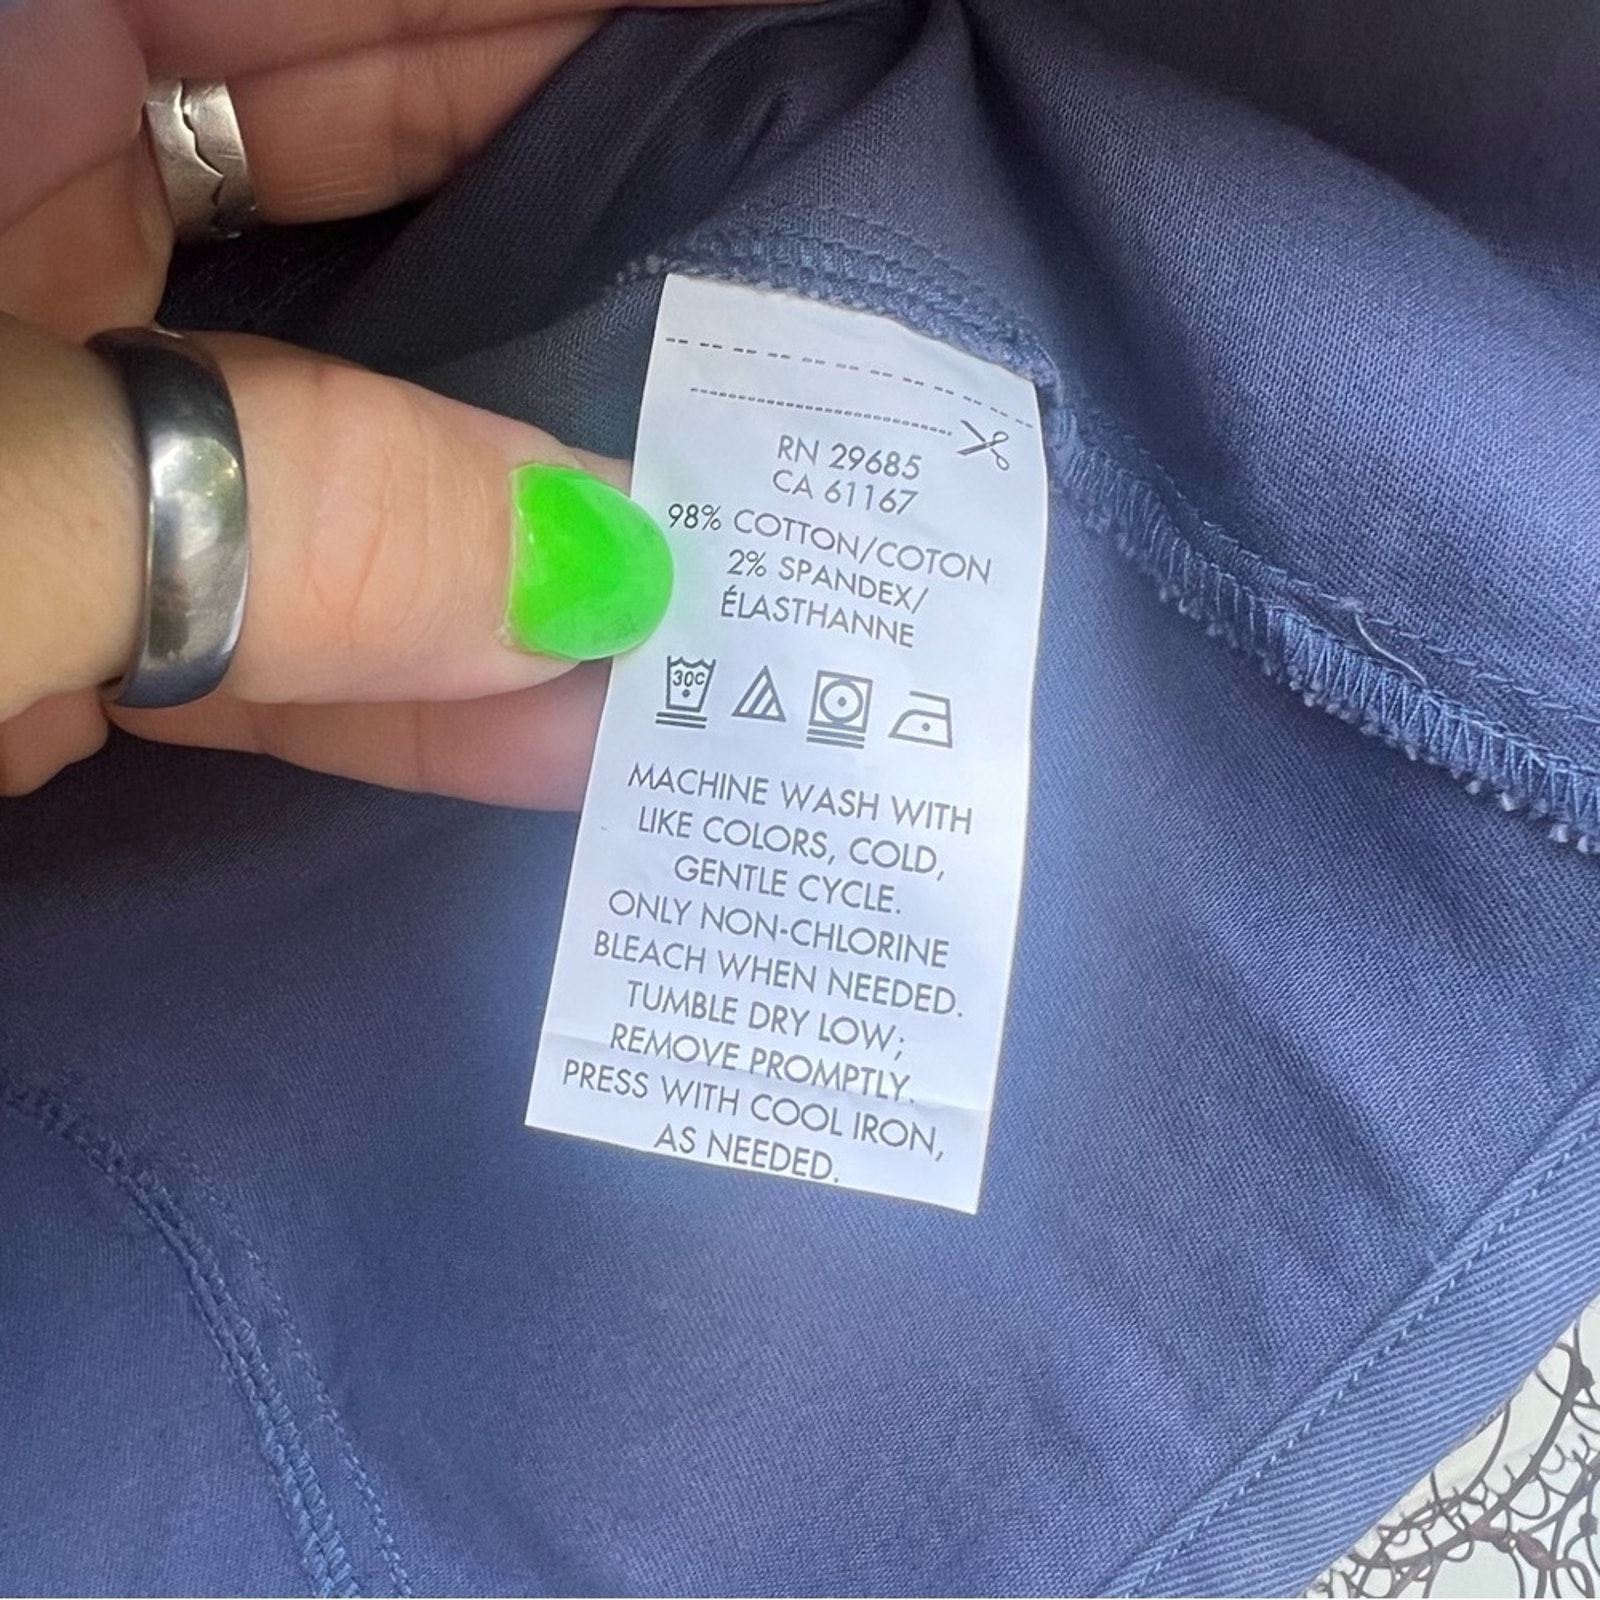 RN 29685
CA 61167
98% COTTON/COTON
2% SPANDEX/
ÉLASTHANNE
30C
MACHINE WASH WITH
LIKE COLORS, COLD,
GENTLE CYCLE.
ONLY NON-CHLORINE
BLEACH WHEN NEEDED.
TUMBLE DRY LOW;
REMOVE PROMPTLY.
PRESS WITH COOL IRON,
AS NEEDED.